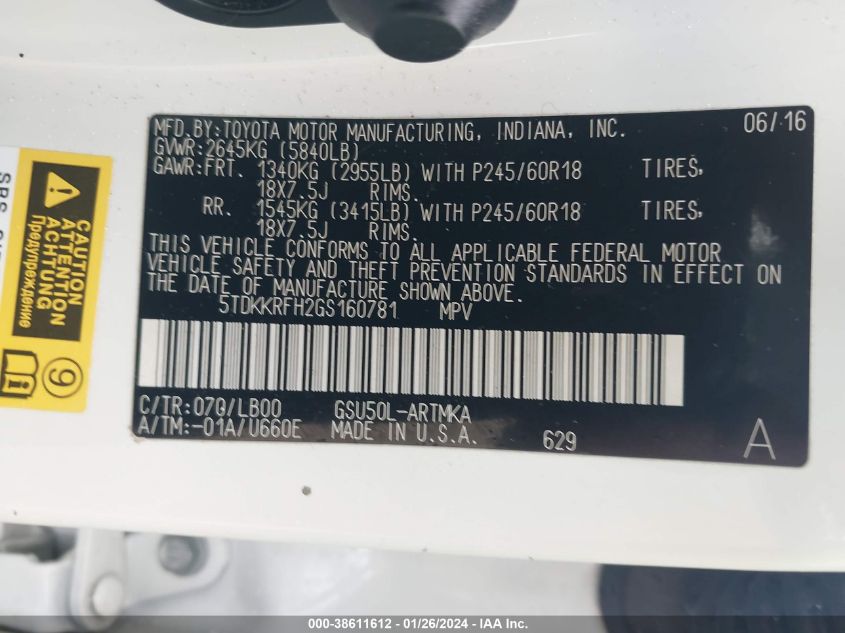 MFD.BY:TOYOTA MOTOR MANUFACTURING, INDIANA, INC. 06/16
GVWR:2645KG (5840LB)
GAWR:FRT. 1340KG (2955LB) WITH P245/60R18 TIRES,
18X7.5J RIMS.
RR. 1545KG (3415LB) WITH P245/60R18 TIRES,
18X7.5J RIMS.
THIS VEHICLE CONFORMS TO ALL APPLICABLE FEDERAL MOTOR
VEHICLE SAFETY AND THEFT PREVENTION STANDARDS IN EFFECT ON
THE DATE OF MANUFACTURE SHOWN ABOVE.
5TDKKRFH2GS160781 MPV
C/TR:070/LB00 GSU50L-ARTMKA
A/TM:-01A/U660E MADE IN U.S.A. 629
A
CAUTION
ATTENTION
ACHTUNG
Предупреждение
9
000-38611612 - 01/26/2024 - IAA Inc.